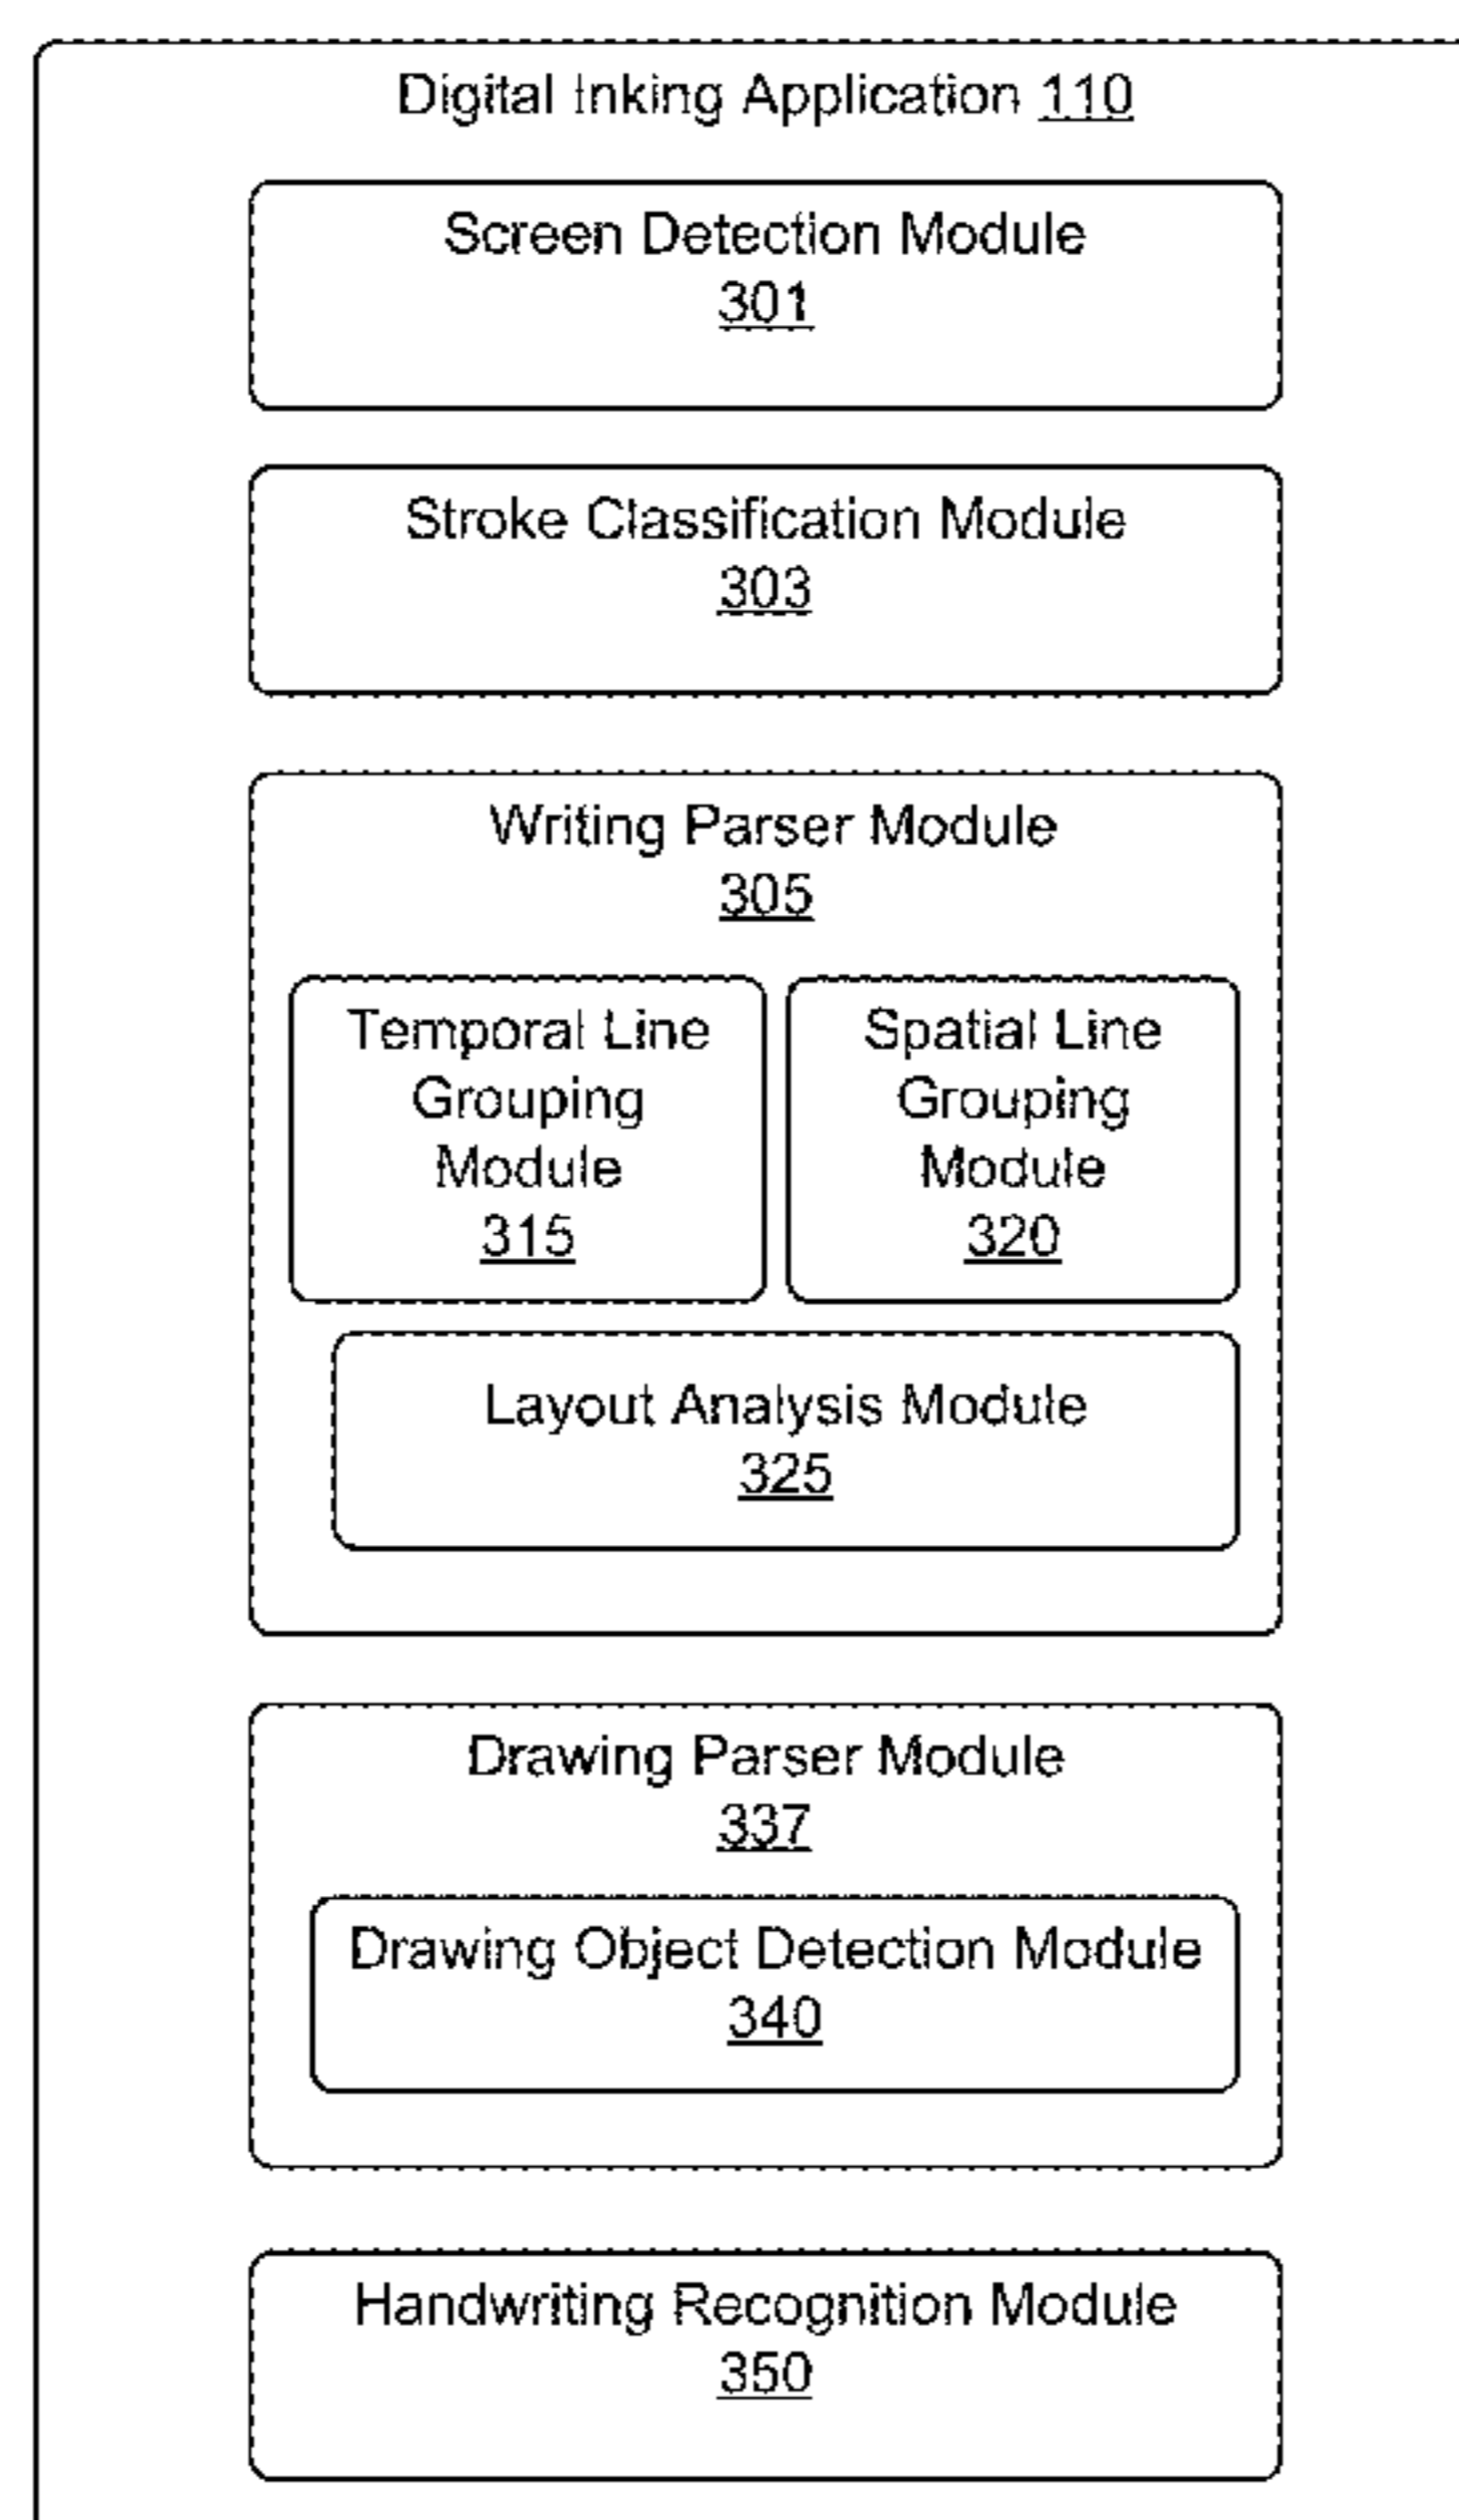 Digital Inking Application 110
Screen Detection Module
301
Stroke Classification Module
303
Writing Parser Module
305
Temporal Line
Grouping
Module
315
Spatial Line
Grouping
Module
320
Layout Analysis Module
325
Drawing Parser Module
337
Drawing Object Detection Module
340
Handwriting Recognition Module
350